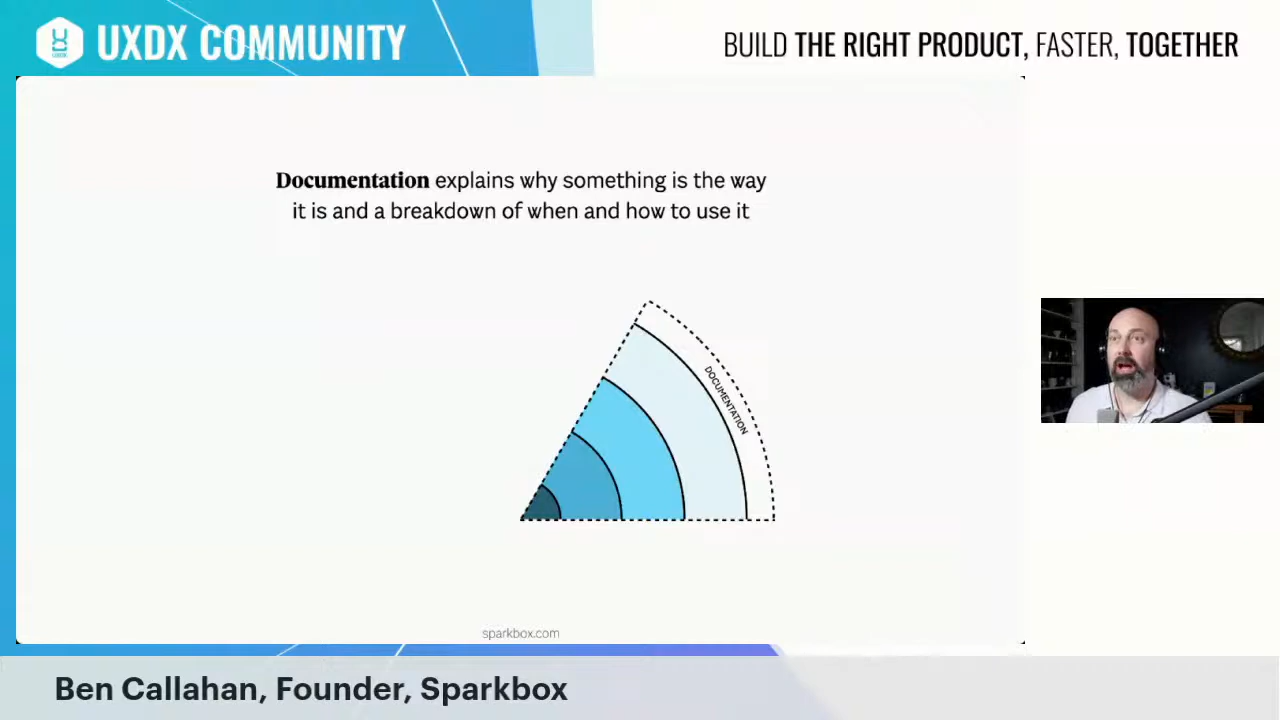 UXDX
UXDX COMMUNITY
BUILD THE RIGHT PRODUCT, FASTER, TOGETHER
Documentation explains why something is the way
it is and a breakdown of when and how to use it
DOCUMENTATION
sparkbox.com
Ben Callahan, Founder, Sparkbox